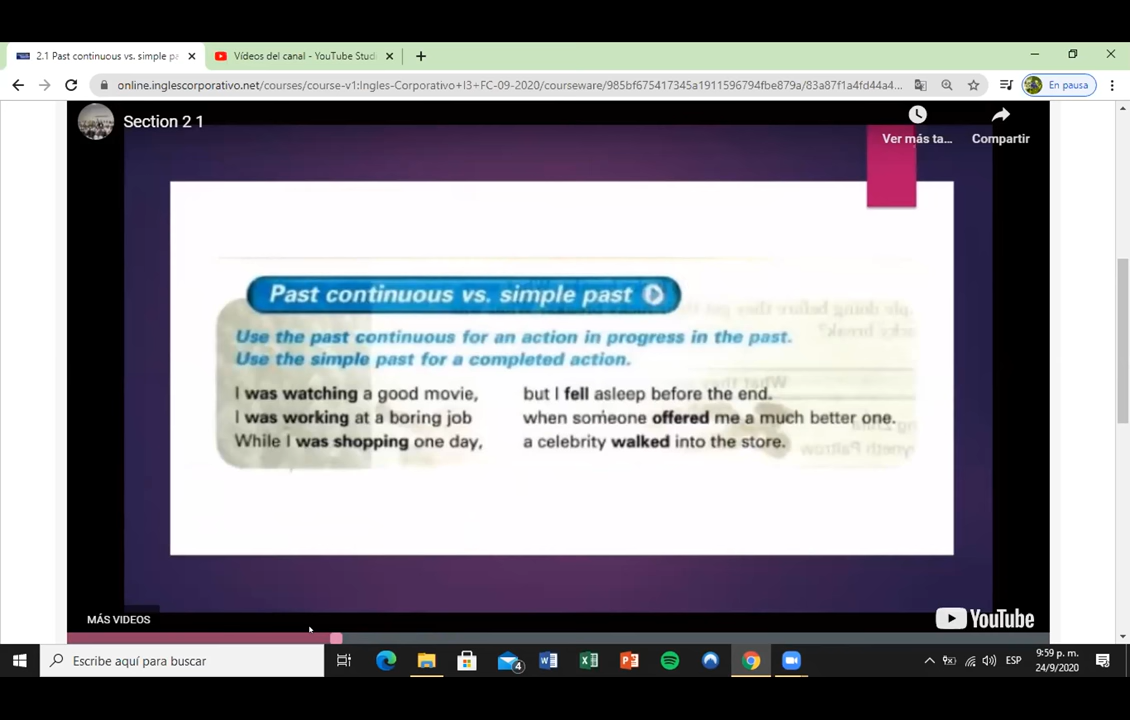 2.1 Past continuous vs. simple pa
Vídeos del canal - YouTube Stud
online.inglescorporativo.net/courses/course-v1:Ingles-Corporativo+I3+FC-09-2020/courseware/985bf675417345a1911596794fbe879a/83a87f1a4fd44a4...
En pausa
Section 2 1
Ver más ta...
Compartir
Past continuous vs. simple past
Use the past continuous for an action in progress in the past.
Use the simple past for a completed action.
I was watching a good movie, but I fell asleep before the end.
I was working at a boring job when someone offered me a much better one.
While I was shopping one day, a celebrity walked into the store.
MÁS VIDEOS
YouTube
Escribe aquí para buscar
4
ESP
9:59 p. m.
24/9/2020